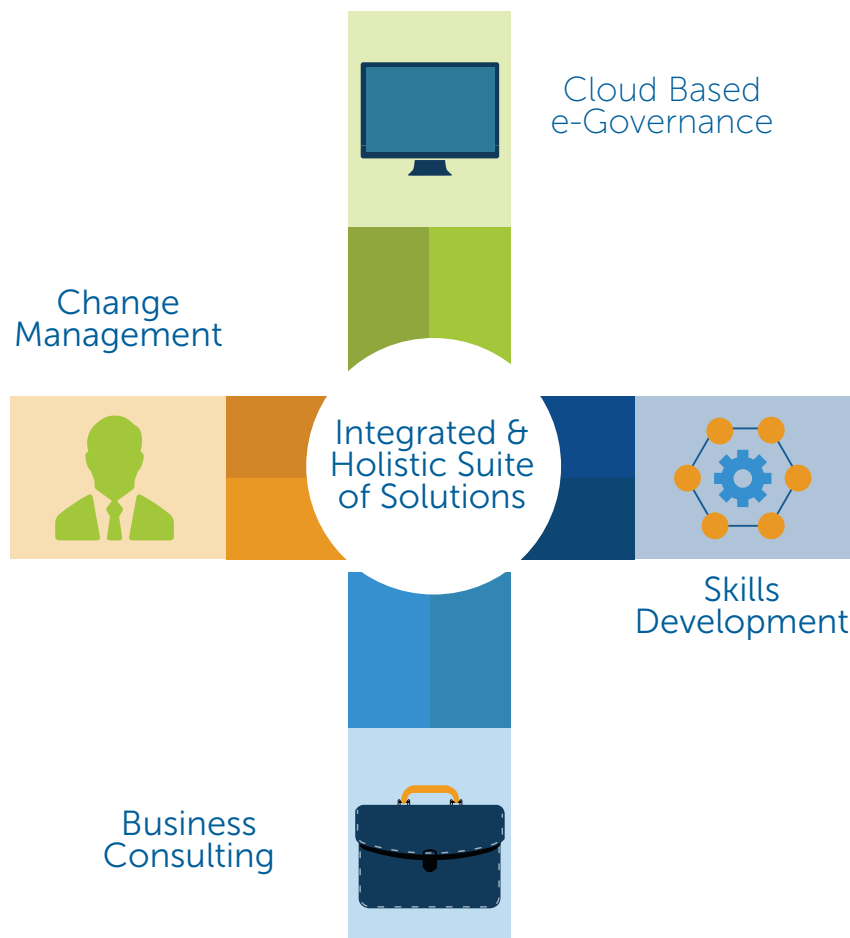 Cloud Based
e-Governance
Change
Management
Integrated &
Holistic Suite
of Solutions
Skills
Development
Business
Consulting